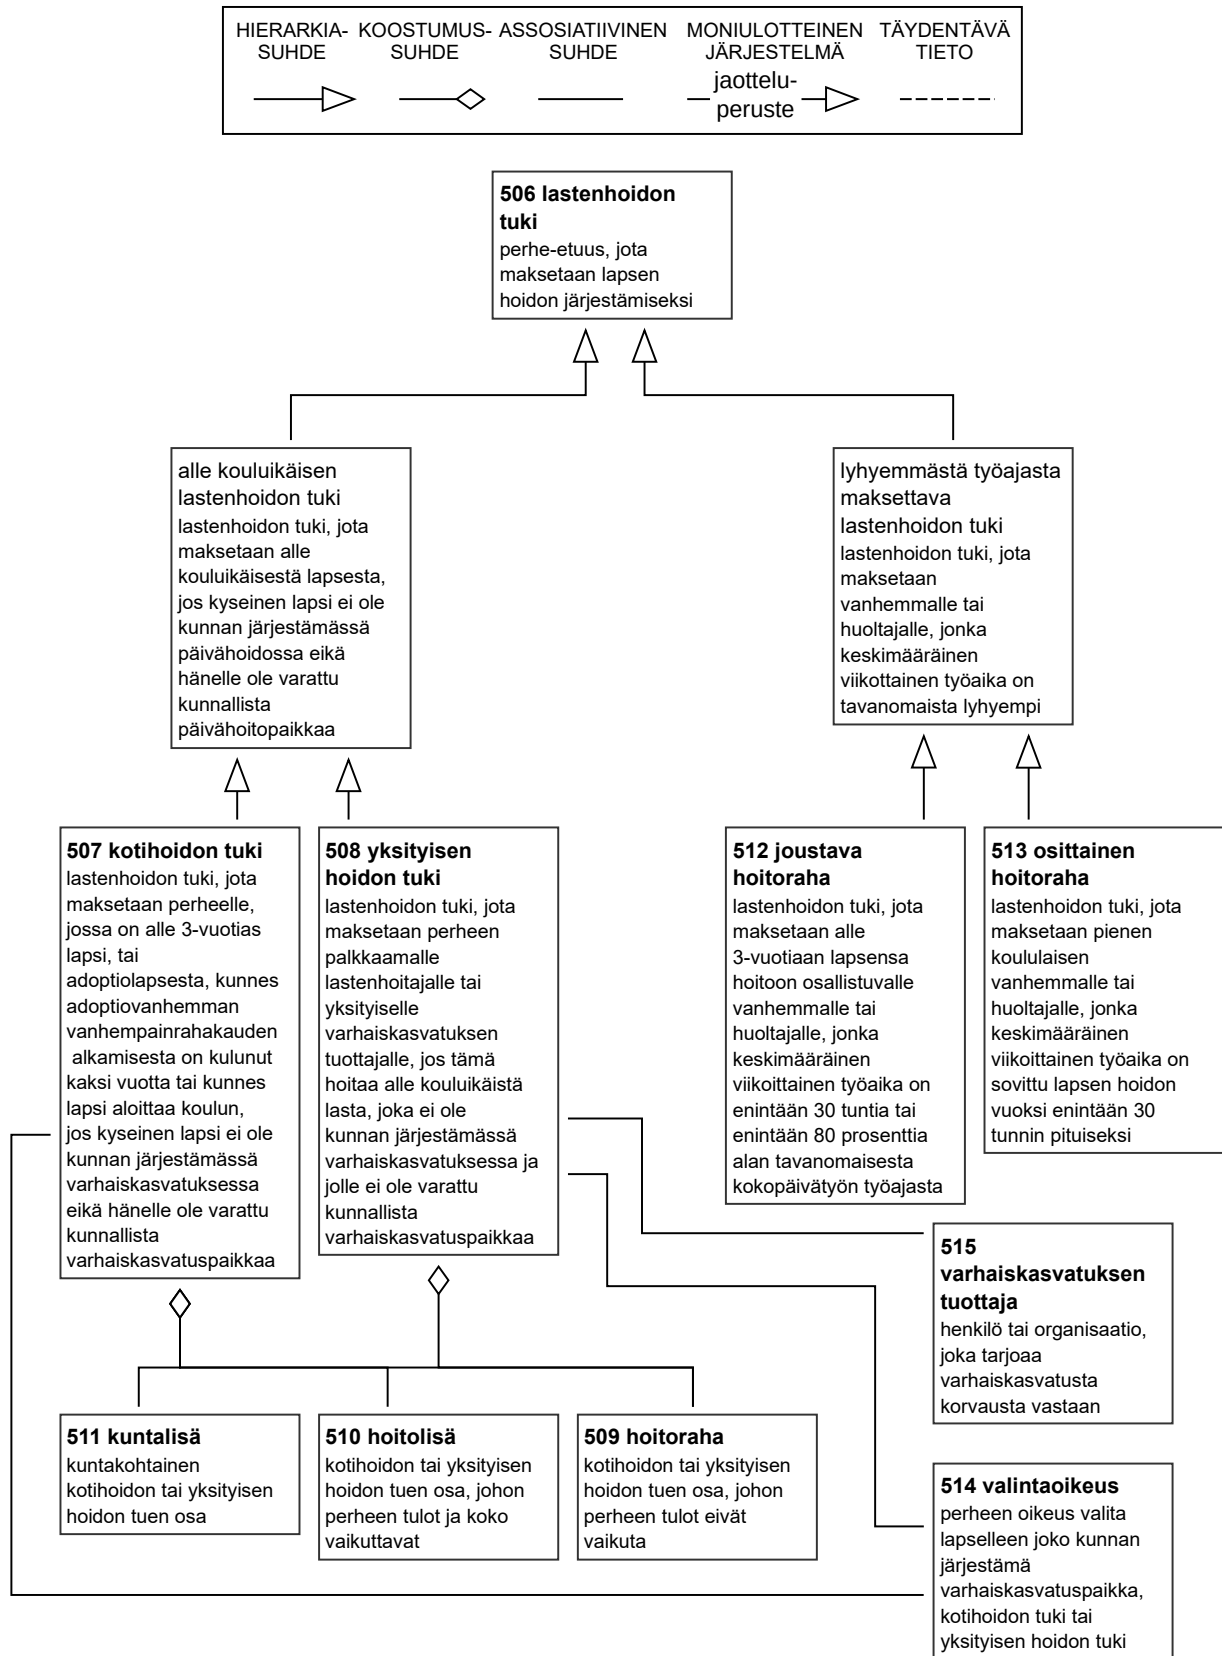 HIERARKIA-
SUHDE
KOOSTUMUS-
SUHDE
ASSOSIATIIVINEN
SUHDE
MONIULOTTEINEN
JÄRJESTELMÄ
jaottelu-
peruste
TÄYDENTÄVÄ
TIETO
506 lastenhoidon
tuki
perhe-etuus, jota
maksetaan lapsen
hoidon järjestämiseksi
alle kouluikäisen
lastenhoidon tuki
lastenhoidon tuki, jota
maksetaan alle
kouluikäisestä lapsesta,
jos kyseinen lapsi ei ole
kunnan järjestämässä
päivähoidossa eikä
hänelle ole varattu
kunnallista
päivähoitopaikkaa
lyhyemmästä työajasta
maksettava
lastenhoidon tuki
lastenhoidon tuki, jota
maksetaan
vanhemmalle tai
huoltajalle, jonka
keskimääräinen
viikottainen työaika on
tavanomaista lyhyempi
507 kotihoidon tuki
lastenhoidon tuki, jota
maksetaan perheelle,
jossa on alle 3-vuotias
lapsi, tai
adoptiolapsesta, kunnes
adoptiovanhemman
vanhempainrahakauden
alkamisesta on kulunut
kaksi vuotta tai kunnes
lapsi aloittaa koulun,
jos kyseinen lapsi ei ole
kunnan järjestämässä
varhaiskasvatuksessa
eikä hänelle ole varattu
kunnallista
varhaiskasvatuspaikkaa
508 yksityisen
hoidon tuki
lastenhoidon tuki, jota
maksetaan perheen
palkkaamalle
lastenhoitajalle tai
yksityiselle
varhaiskasvatuksen
tuottajalle, jos tämä
hoitaa alle kouluikäistä
lasta, joka ei ole
kunnan järjestämässä
varhaiskasvatuksessa ja
jolle ei ole varattu
kunnallista
varhaiskasvatuspaikkaa
512 joustava
hoitoraha
lastenhoidon tuki, jota
maksetaan alle
3-vuotiaan lapsensa
hoitoon osallistuvalle
vanhemmalle tai
huoltajalle, jonka
keskimääräinen
viikoittainen työaika on
enintään 30 tuntia tai
enintään 80 prosenttia
alan tavanomaisesta
kokopäivätyön työajasta
513 osittainen
hoitoraha
lastenhoidon tuki, jota
maksetaan pienen
koululaisen
vanhemmalle tai
huoltajalle, jonka
keskimääräinen
viikoittainen työaika on
sovittu lapsen hoidon
vuoksi enintään 30
tunnin pituiseksi
515
varhaiskasvatuksen
tuottaja
henkilö tai organisaatio,
joka tarjoaa
varhaiskasvatusta
korvausta vastaan
511 kuntalisä
kuntakohtainen
kotihoidon tai yksityisen
hoidon tuen osa
510 hoitolisä
kotihoidon tai yksityisen
hoidon tuen osa, johon
perheen tulot ja koko
vaikuttavat
509 hoitoraha
kotihoidon tai yksityisen
hoidon tuen osa, johon
perheen tulot eivät
vaikuta
514 valintaoikeus
perheen oikeus valita
lapselleen joko kunnan
järjestämä
varhaiskasvatuspaikka,
kotihoidon tuki tai
yksityisen hoidon tuki